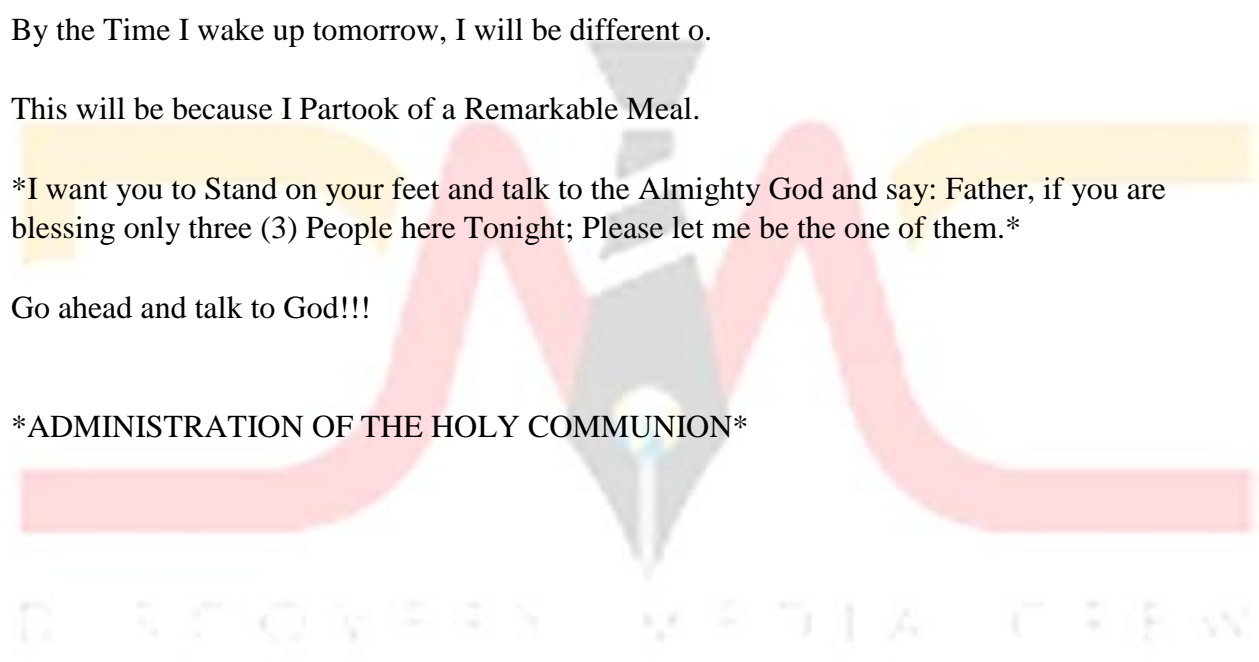 By the Time I wake up tomorrow, I will be different o.
This will be because I Partook of a Remarkable Meal.
*I want you to Stand on your feet and talk to the Almighty God and say: Father, if you are
blessing only three (3) People here Tonight; Please let me be the one of them.*
Go ahead and talk to God!!!
*ADMINISTRATION OF THE HOLY COMMUNION*
DISCOVERY MEDIA CREW